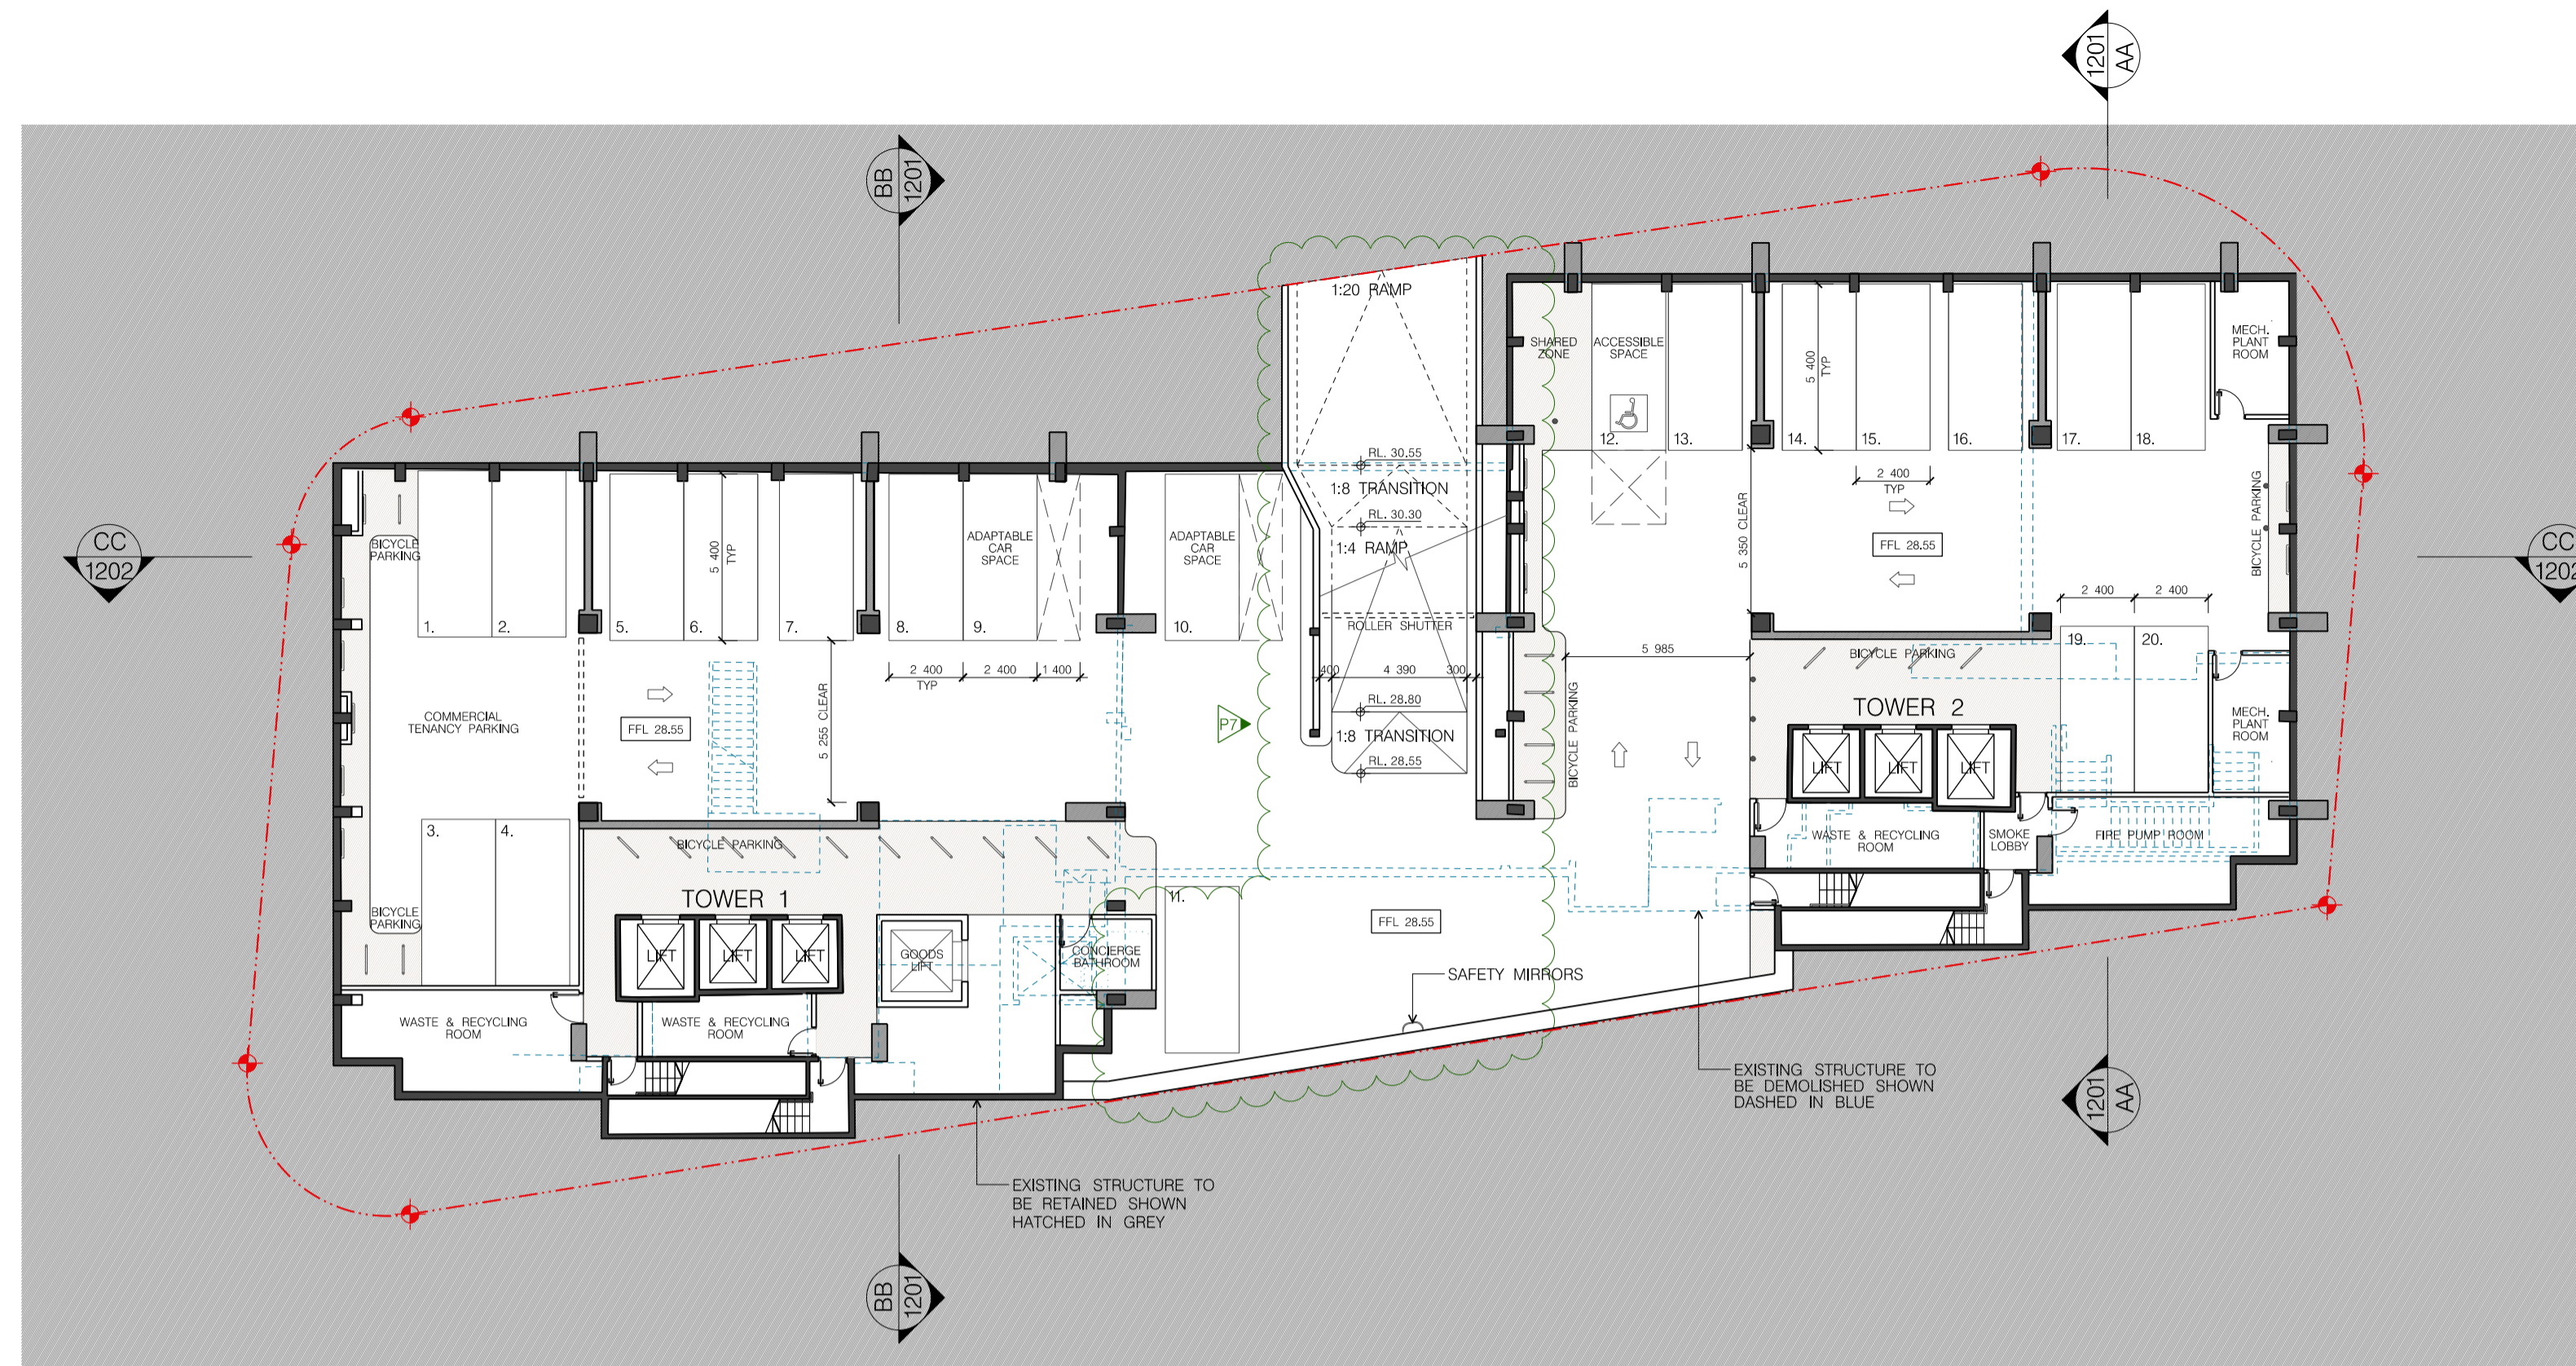 1201
AA
BB
1201
1:20 RAMP
SHARED
ZONE
ACCESSIBLE
SPACE
MECH.
PLANT
ROOM
5 400
TYP
12.
13.
14.
15.
16.
17.
18.
RL. 30.55
1:8 TRANSITION
RL. 30.30
1:4 RAMP
ROLLER SHUTTER
400
4 390
300
RL. 28.80
1:8 TRANSITION
RL. 28.55
2 400
TYP
5 350 CLEAR
FFL 28.55
BICYCLE PARKING
2 400
2 400
CC
1202
CC
1202
BICYCLE
PARKING
1.
2.
5.
6.
7.
8.
9.
10.
5 400
TYP
ADAPTABLE
CAR
SPACE
ADAPTABLE
CAR
SPACE
2 400
TYP
2 400
1 400
COMMERCIAL
TENANCY PARKING
FFL 28.55
5 255 CLEAR
P7
5 985
BICYCLE PARKING
BICYCLE PARKING
19.
20.
TOWER 2
LIFT
LIFT
LIFT
MECH.
PLANT
ROOM
WASTE & RECYCLING
ROOM
SMOKE
LOBBY
FIRE PUMP ROOM
3.
4.
BICYCLE PARKING
TOWER 1
BICYCLE
PARKING
LIFT
LIFT
LIFT
GOODS
LIFT
CONCIERGE
BATHROOM
11.
FFL 28.55
SAFETY MIRRORS
WASTE & RECYCLING
ROOM
WASTE & RECYCLING
ROOM
EXISTING STRUCTURE TO
BE DEMOLISHED SHOWN
DASHED IN BLUE
EXISTING STRUCTURE TO
BE RETAINED SHOWN
HATCHED IN GREY
1201
AA
BB
1201